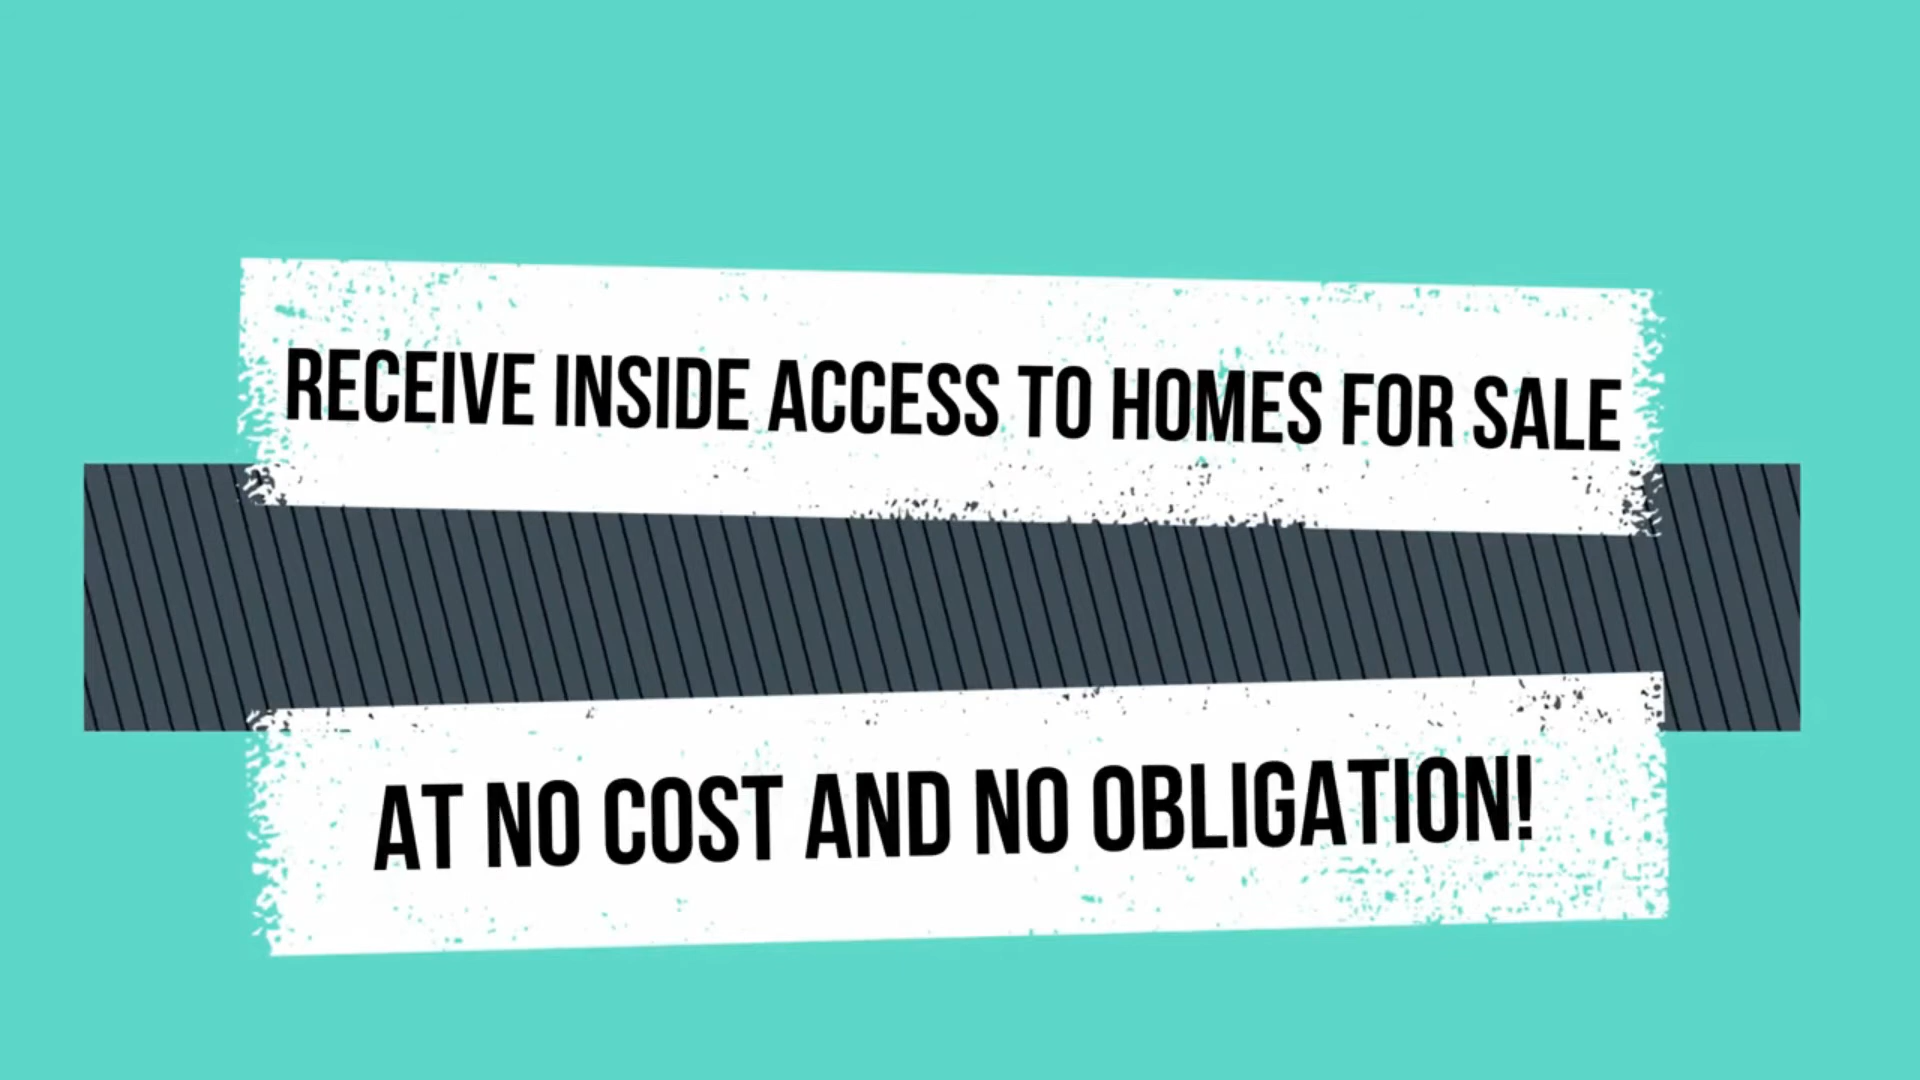 RECEIVE INSIDE ACCESS TO HOMES FOR SALE
AT NO COST AND NO OBLIGATION!